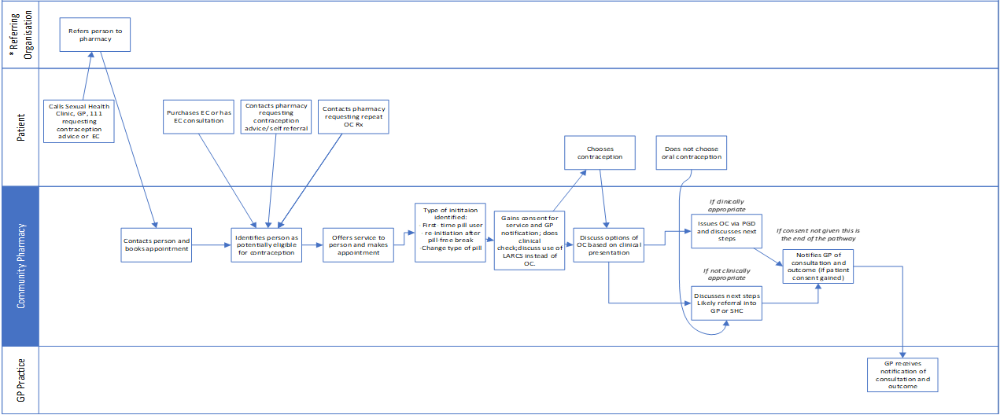 * Referring
Organisation
Refers person to
pharmacy
Patient
Calls Sexual Health
Clinic, GP, 111
requesting
contraception
advice or EC
Purchases EC or has
EC consultation
Contacts pharmacy
requesting
contraception
advice/self referral
Contacts pharmacy
requesting repeat
OC Rx
Chooses
contraception
Does not choose
oral contraception
Community Pharmacy
Contacts person and
books appointment
Identifies person as
potentially eligible
for contraception
Offers service to
person and makes
appointment
Type of inititaion
identified:
· First- time pill user
· re-initiation after
pill-free break
·Change type of pill
Gains consent for
service and GP
notification; does
clinical
check;discuss use of
LARCS instead of
OC.
Discuss options of
OC based on clinical
presentation
If clinically
appropriate
Issues OC via PGD
and discusses next
steps
If not clinically
appropriate
Discusses next steps
Likely referral into
GP or SHC
If consent not given this is
the end of the pathway
Notifies GP of
consultation and
outcome (if patient
consent gained)
GP Practice
GP receives
notification of
consultation and
outcome